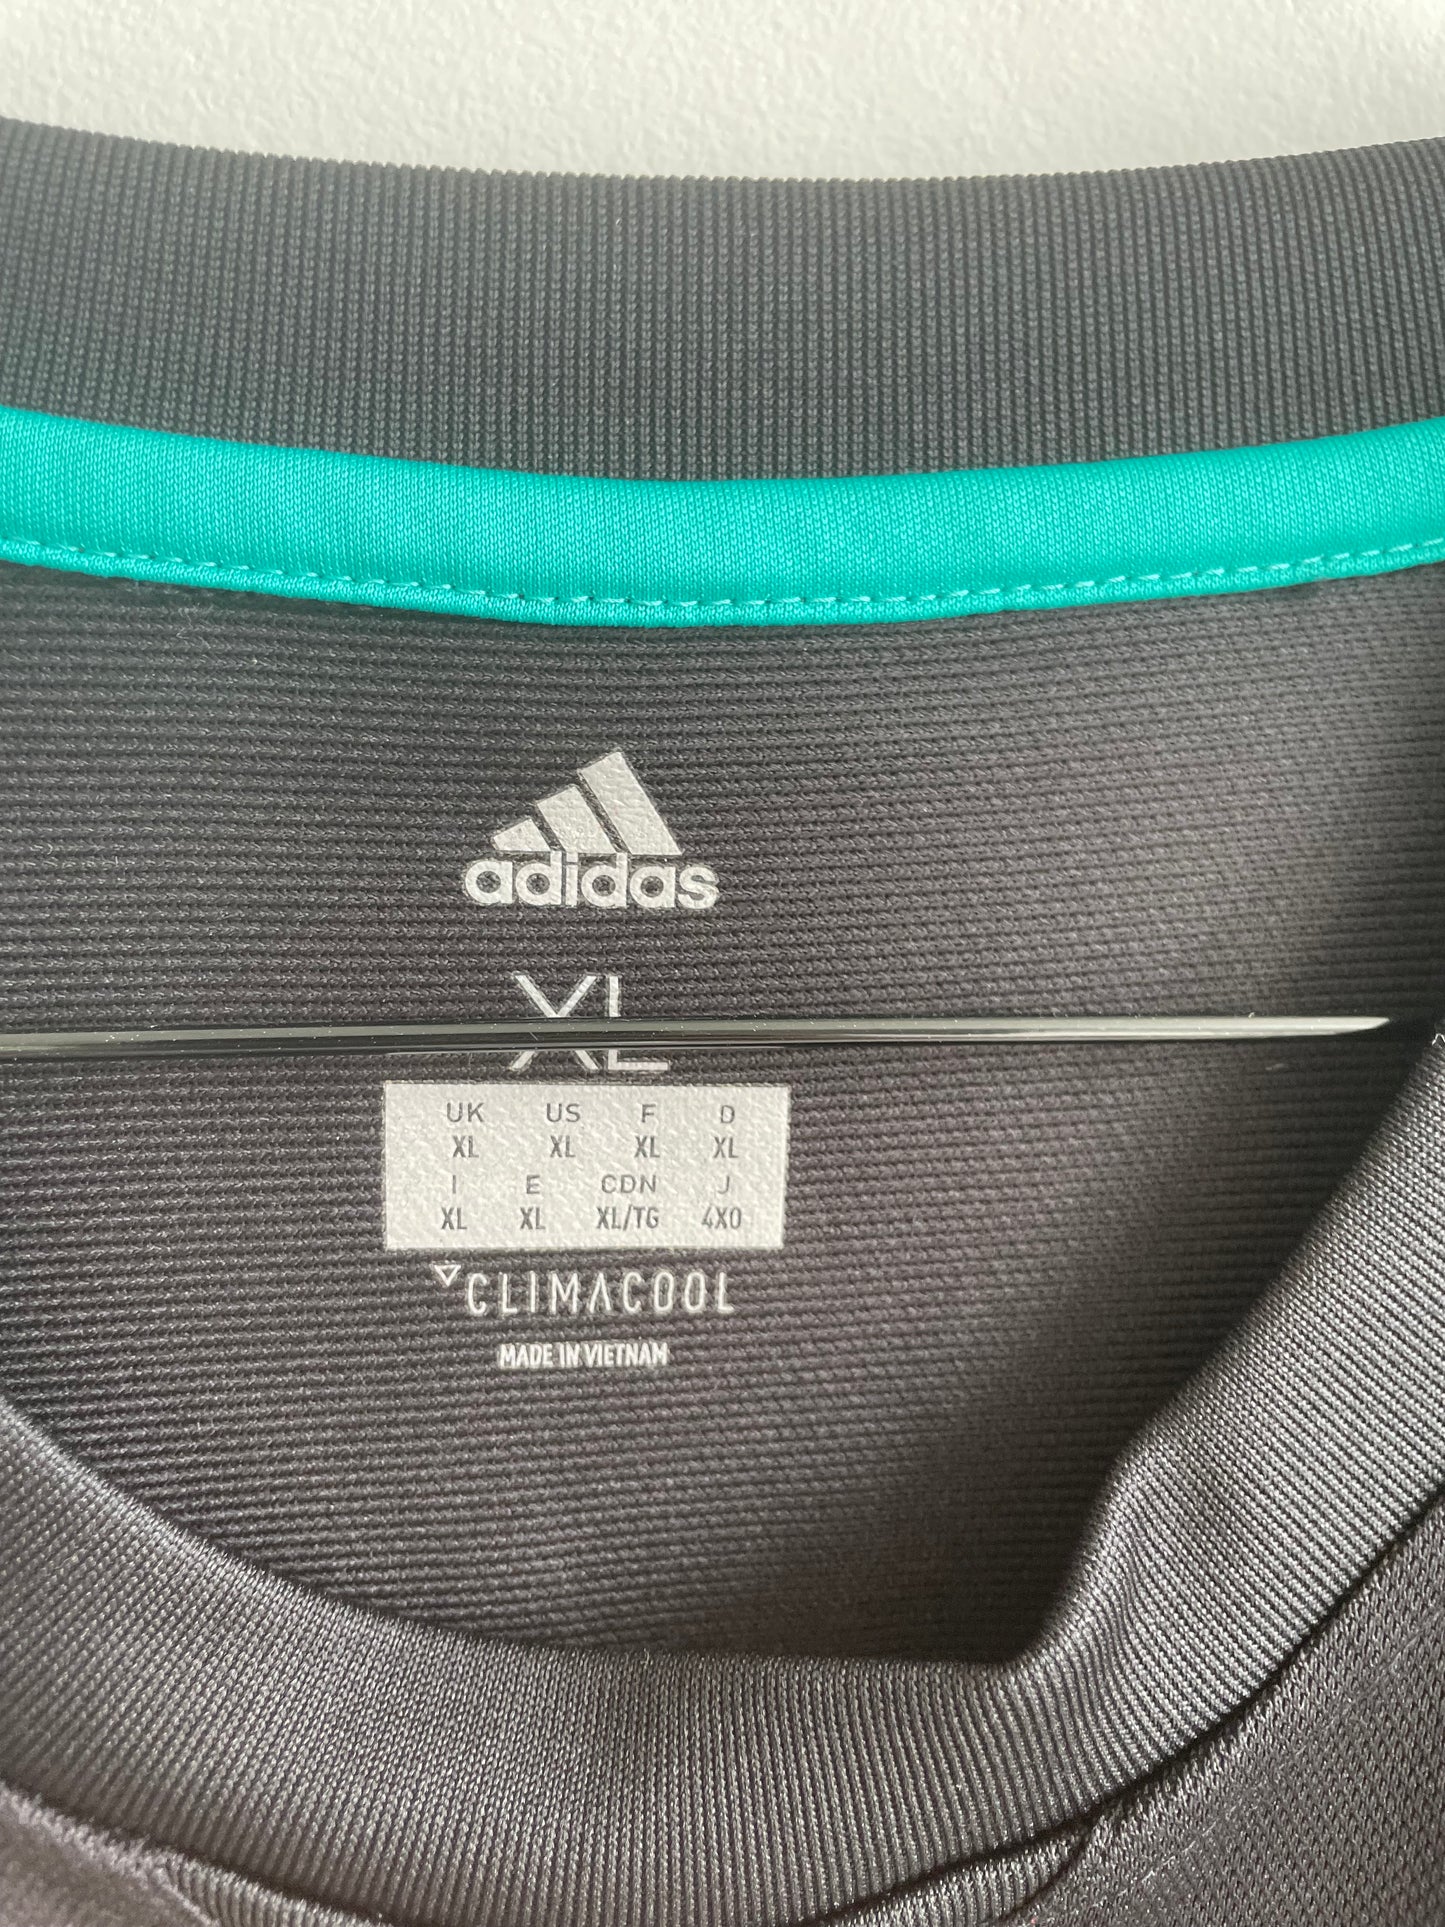 adidas
XL
UK US F D
XL XL XL XL
I E CDN J
XL XL XL/TG 4XO
CLIMACOOL
MADE IN VIETNAM